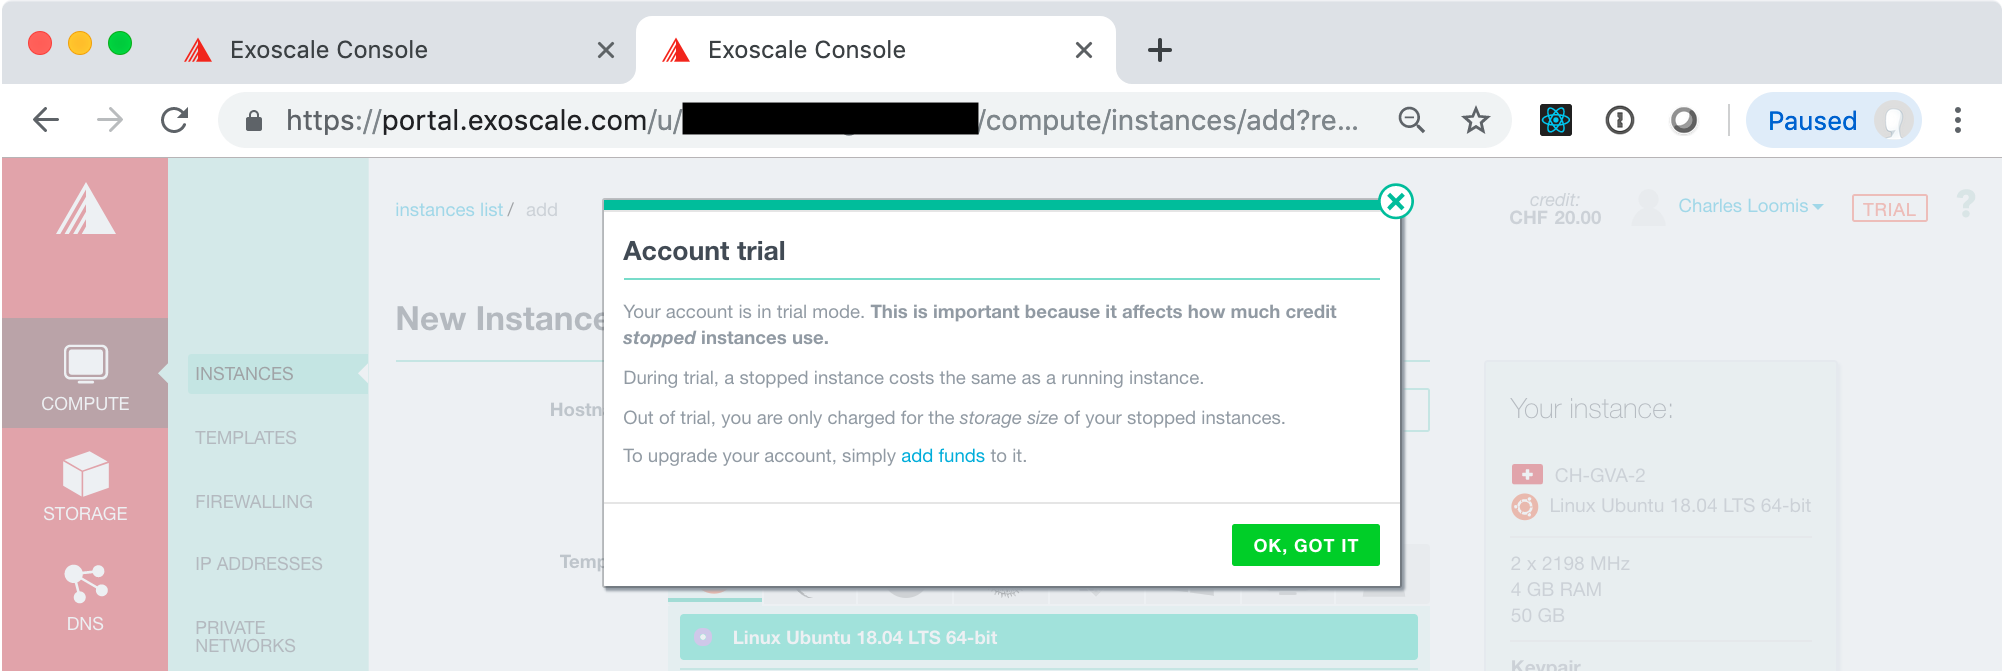 Exoscale Console
Exoscale Console
https://portal.exoscale.com/u/ /compute/instances/add?re...
Paused
instances list / add
credit:
CHF 20.00
Charles Loomis
TRIAL
?
New Instance
COMPUTE
STORAGE
DNS
INSTANCES
TEMPLATES
FIREWALLING
IP ADDRESSES
PRIVATE
NETWORKS
Account trial
Your account is in trial mode. This is important because it affects how much credit
stopped instances use.
During trial, a stopped instance costs the same as a running instance.
Out of trial, you are only charged for the storage size of your stopped instances.
To upgrade your account, simply add funds to it.
OK, GOT IT
Hostn
Temp
Linux Ubuntu 18.04 LTS 64-bit
Your instance:
CH-GVA-2
Linux Ubuntu 18.04 LTS 64-bit
2 x 2198 MHz
4 GB RAM
50 GB
Keypair